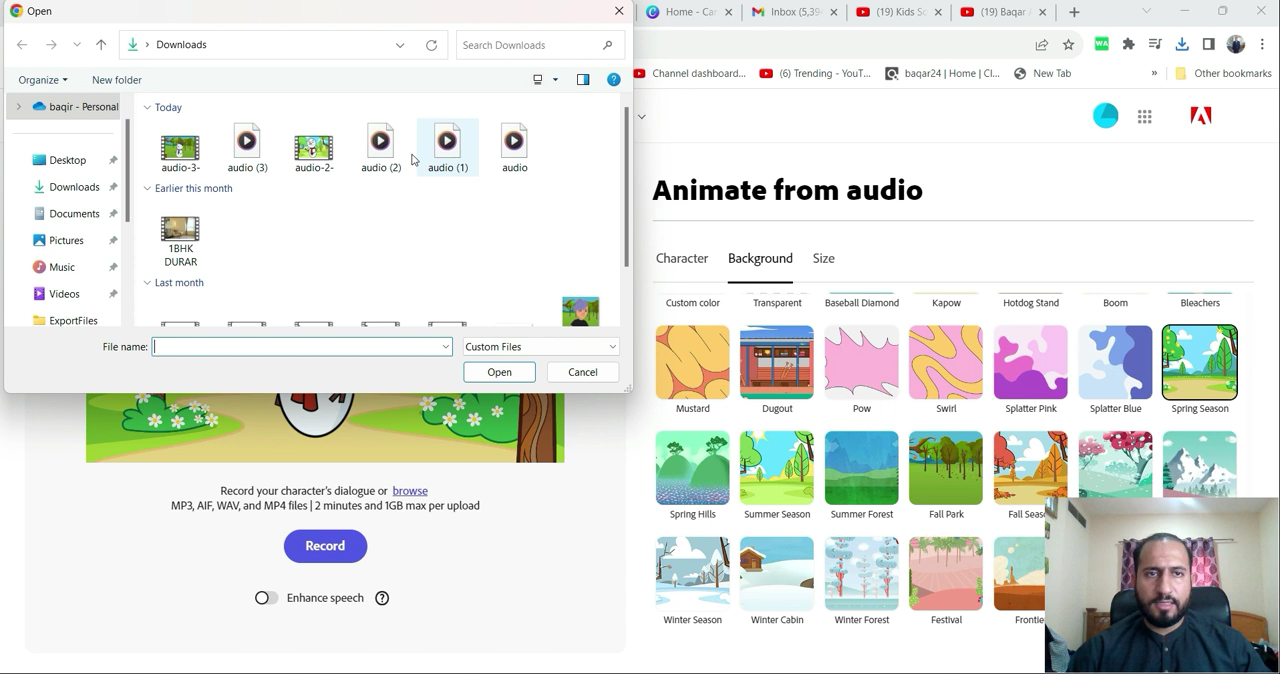 Open
Home - Ca
Inbox (5,39
(19) Kids So
(19) Baqar
Downloads
Search Downloads
WA
Organize
New folder
Channel dashboard...
(6) Trending - YouT...
baqar24 | Home | Cl...
New Tab
»
Other bookmarks
baqir - Personal
Today
audio-3-
audio (3)
audio-2-
audio (2)
audio (1)
audio
Desktop
Downloads
Documents
Pictures
Music
Videos
ExportFiles
Earlier this month
1BHK
DURAR
Last month
File name:
Custom Files
Open
Cancel
Animate from audio
Character
Background
Size
Custom color
Transparent
Baseball Diamond
Kapow
Hotdog Stand
Boom
Bleachers
Mustard
Dugout
Pow
Swirl
Splatter Pink
Splatter Blue
Spring Season
Spring Hills
Summer Season
Summer Forest
Fall Park
Fall Seas
Winter Season
Winter Cabin
Winter Forest
Festival
Frontie
Record your character's dialogue or browse
MP3, AIF, WAV, and MP4 files | 2 minutes and 1GB max per upload
Record
Enhance speech
?